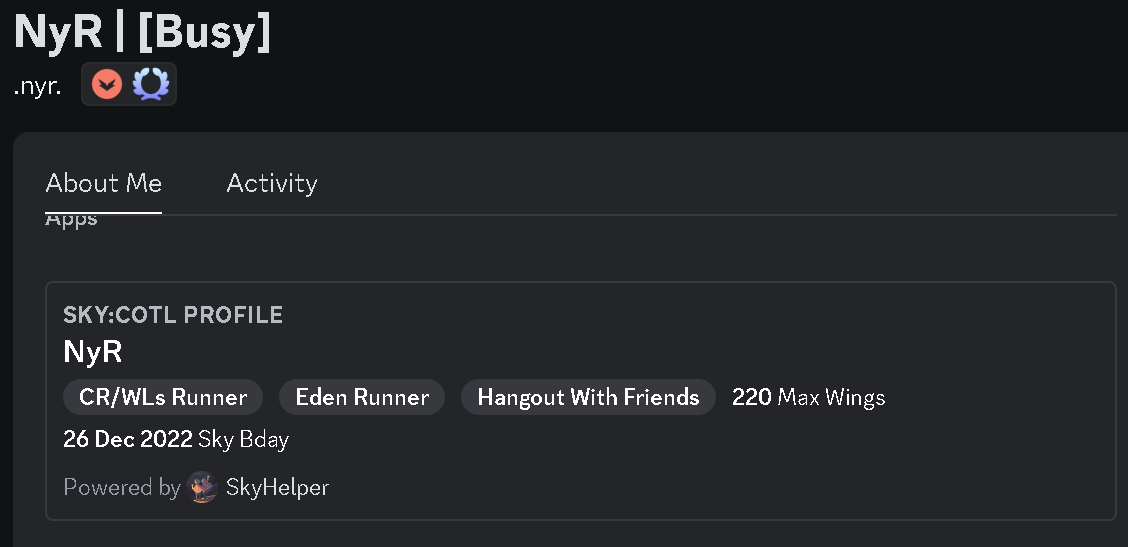 NyR | [Busy]
.nyr.
About Me Activity
Apps
SKY:COTL PROFILE
NyR
CR/WLs Runner Eden Runner Hangout With Friends 220 Max Wings
26 Dec 2022 Sky Bday
Powered by SkyHelper